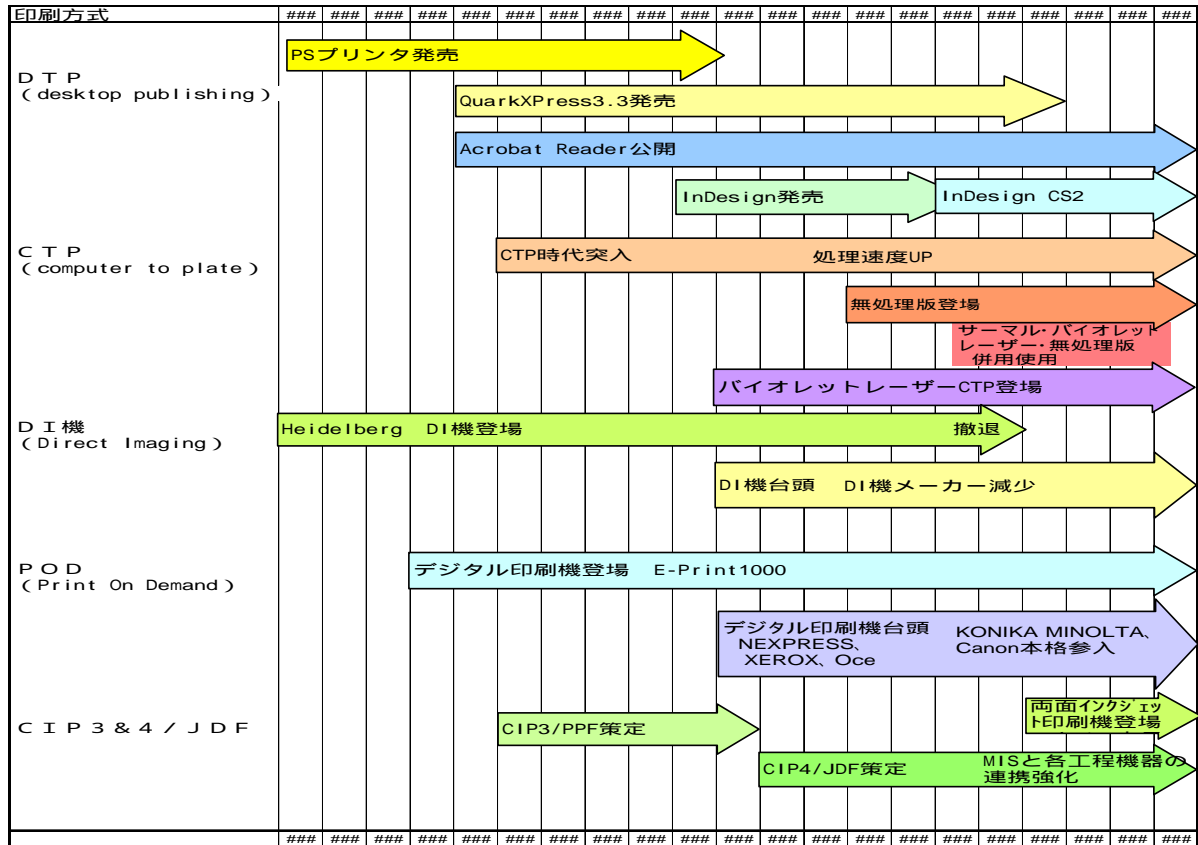 印刷方式 ### ### ### ### ### ### ### ### ### ### ### ### ### ### ### ### ### ### ### ### ###
PSプリンタ発売
ＤＴＰ
(desktop publishing)
QuarkXPress3.3発売
Acrobat Reader公開
InDesign発売
InDesign CS2
ＣＴＰ
(computer to plate)
CTP時代突入 処理速度UP
無処理版登場
サーマル・バイオレット
レーザー・無処理版
併用使用
バイオレットレーザーCTP登場
ＤＩ機
(Direct Imaging)
Heidelberg DI機登場 撤退
DI機台頭 DI機メーカー減少
ＰＯＤ
(Print On Demand)
デジタル印刷機登場 E-Print1000
デジタル印刷機台頭
NEXPRESS、
XEROX、Oce
KONIKA MINOLTA、
Canon本格参入
ＣＩＰ３＆４/ＪＤＦ
CIP3/PPF策定
両面インクジェッ
ト印刷機登場
CIP4/JDF策定
MISと各工程機器の
連携強化
### ### ### ### ### ### ### ### ### ### ### ### ### ### ### ### ### ### ### ### ###